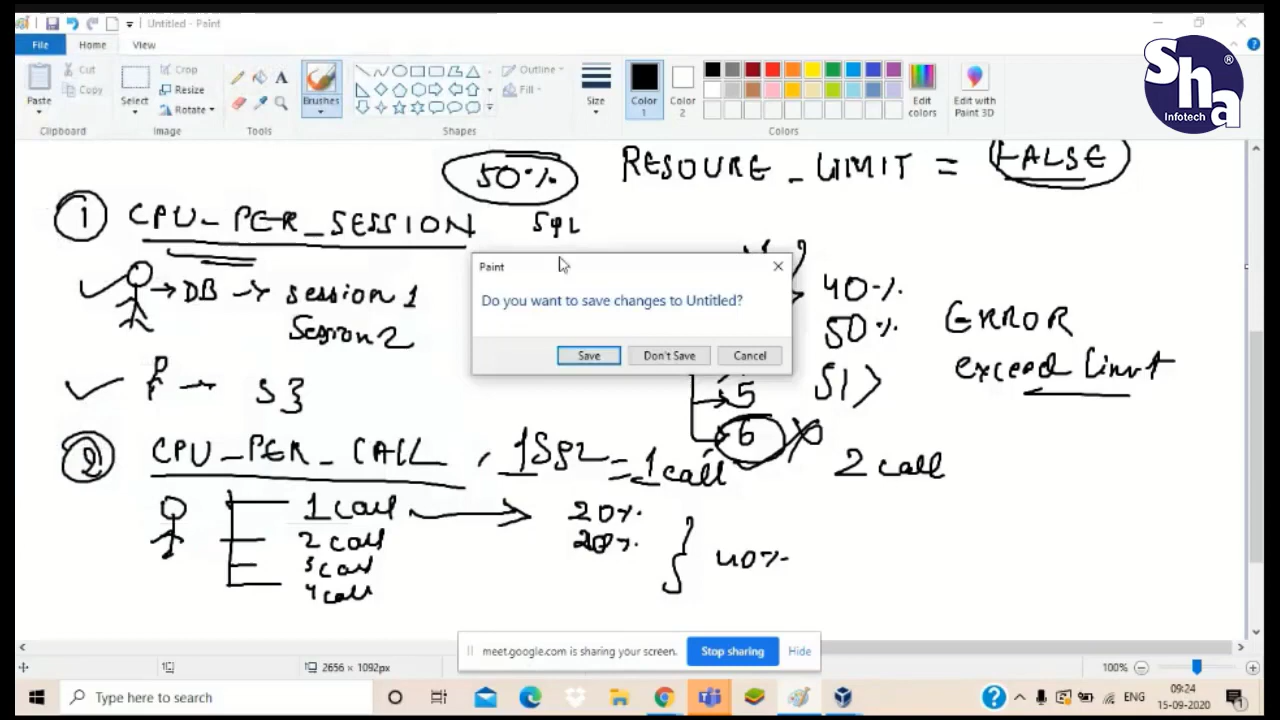 Untitled - Paint
File Home View
Paste Cut Copy
Clipboard
Select Crop Resize Rotate
Image
Tools
Brushes
Outline Fill
Shapes
Size
Color 1
Color 2
Edit colors
Edit with Paint 3D
Colors
Sha ® Infotech
50% RESOURE_LIMIT = FALSE
① CPU_PER_SESSION SQL
→ DB → Session 1
Session 2
40%
50% ERROR
exceed limit
S1>
→ S3
5
6
② CPU_PER_CALL, 1SQL = 1 call 2 call
1 call 20%
2 call 20%
3 call 40%
4 call
Paint
Do you want to save changes to Untitled?
Save Don't Save Cancel
meet.google.com is sharing your screen. Stop sharing Hide
2656 × 1092px 100%
Type here to search
ENG 09:24
15-09-2020